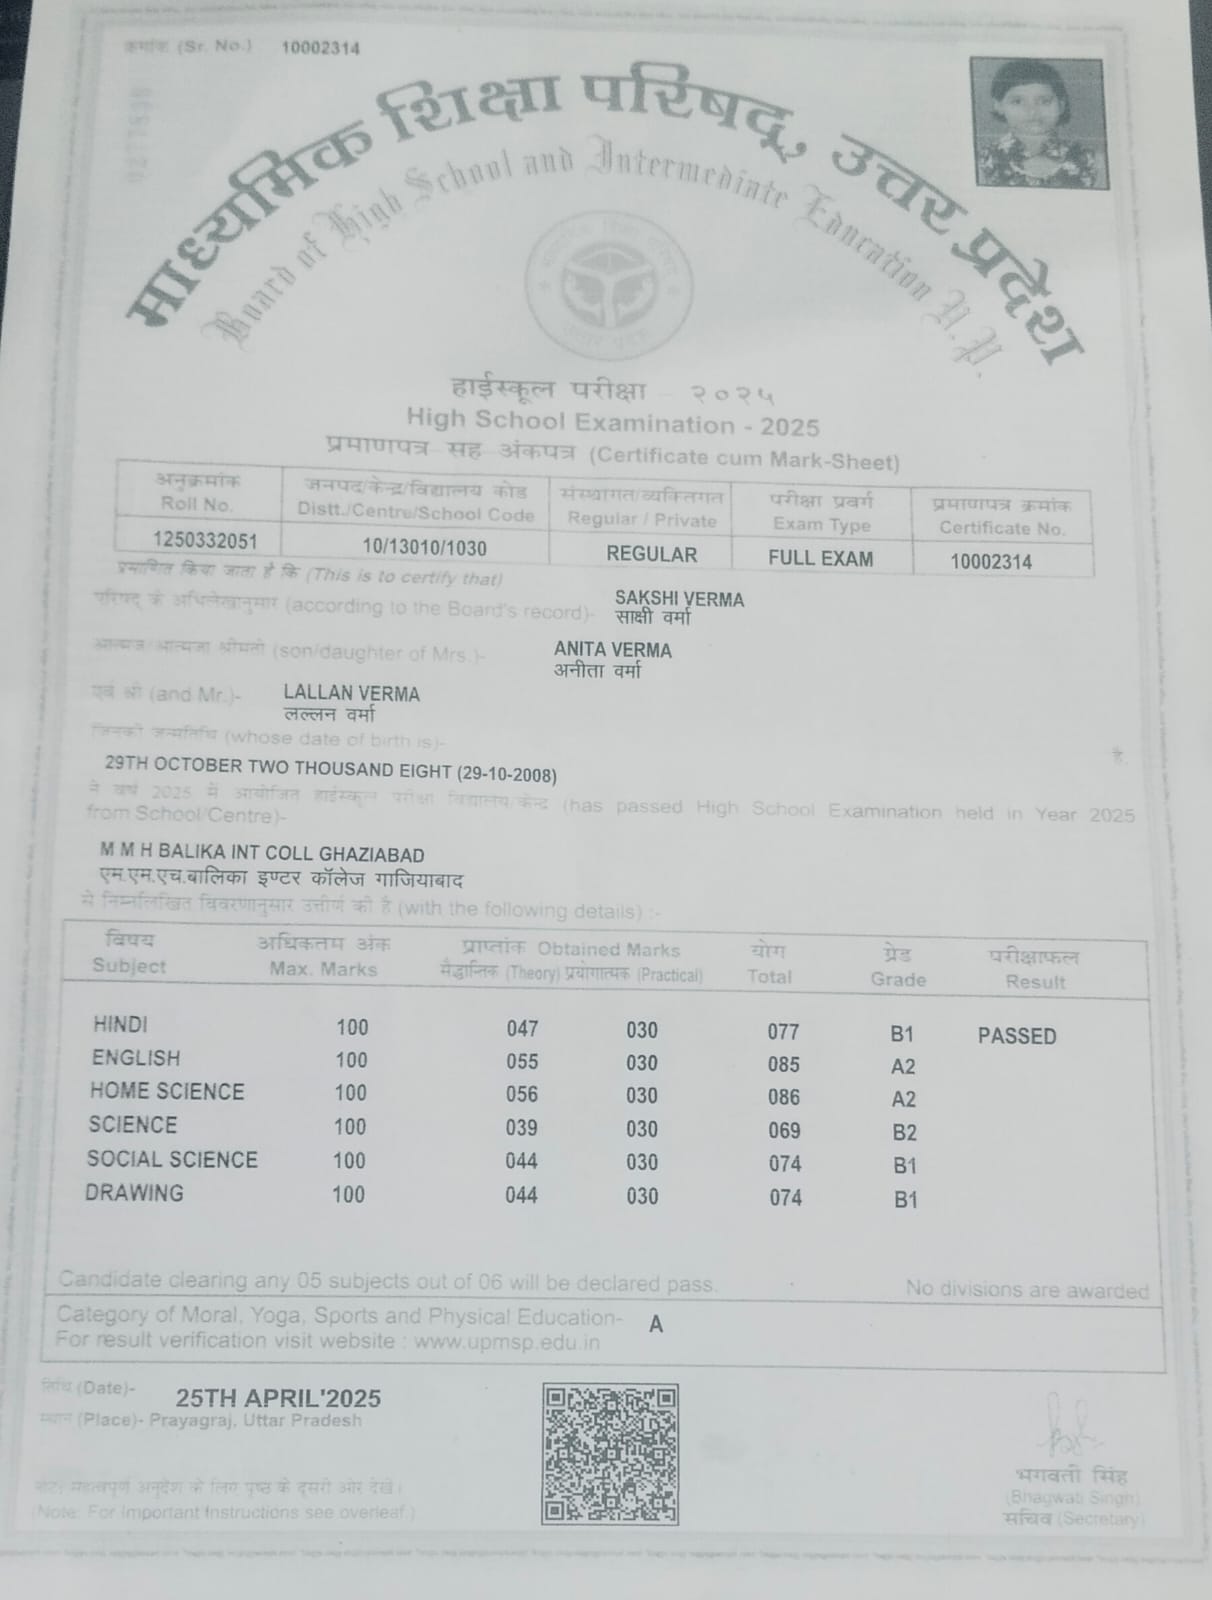 क्रमांक (Sr. No.) 10002314
माध्यमिक शिक्षा परिषद्, उत्तर प्रदेश
Board of High School and Intermediate Education U.P.
हाईस्कूल परीक्षा - २०२५
High School Examination - 2025
प्रमाणपत्र सह अंकपत्र (Certificate cum Mark-Sheet)
अनुक्रमांक जनपद/केन्द्र/विद्यालय कोड संस्थागत/व्यक्तिगत परीक्षा प्रवर्ग प्रमाणपत्र क्रमांक
Roll No. Distt./Centre/School Code Regular / Private Exam Type Certificate No.
1250332051 10/13010/1030 REGULAR FULL EXAM 10002314
प्रमाणित किया जाता है कि (This is to certify that)
परिषद् के अभिलेखानुसार (according to the Board's record)- SAKSHI VERMA
साक्षी वर्मा
आत्मज/आत्मजा श्रीमती (son/daughter of Mrs.)- ANITA VERMA
अनीता वर्मा
एवं श्री (and Mr.)- LALLAN VERMA
लल्लन वर्मा
जिनकी जन्मतिथि (whose date of birth is)-
29TH OCTOBER TWO THOUSAND EIGHT (29-10-2008) है,
ने वर्ष 2025 में आयोजित हाईस्कूल परीक्षा विद्यालय/केन्द्र (has passed High School Examination held in Year 2025
from School/Centre)-
M M H BALIKA INT COLL GHAZIABAD
एम.एम.एच.बालिका इण्टर कॉलेज गाजियाबाद
से निम्नलिखित विवरणानुसार उत्तीर्ण की है (with the following details) :-
विषय अधिकतम अंक प्राप्तांक Obtained Marks योग ग्रेड परीक्षाफल
Subject Max. Marks सैद्धान्तिक (Theory) प्रयोगात्मक (Practical) Total Grade Result
HINDI 100 047 030 077 B1 PASSED
ENGLISH 100 055 030 085 A2
HOME SCIENCE 100 056 030 086 A2
SCIENCE 100 039 030 069 B2
SOCIAL SCIENCE 100 044 030 074 B1
DRAWING 100 044 030 074 B1
Candidate clearing any 05 subjects out of 06 will be declared pass. No divisions are awarded
Category of Moral, Yoga, Sports and Physical Education- A
For result verification visit website : www.upmsp.edu.in
तिथि (Date)- 25TH APRIL'2025
स्थान (Place)- Prayagraj, Uttar Pradesh
भगवती सिंह
(Bhagwati Singh)
सचिव (Secretary)
नोट: महत्वपूर्ण अनुदेश के लिए पृष्ठ के दूसरी ओर देखें।
(Note: For Important Instructions see overleaf.)